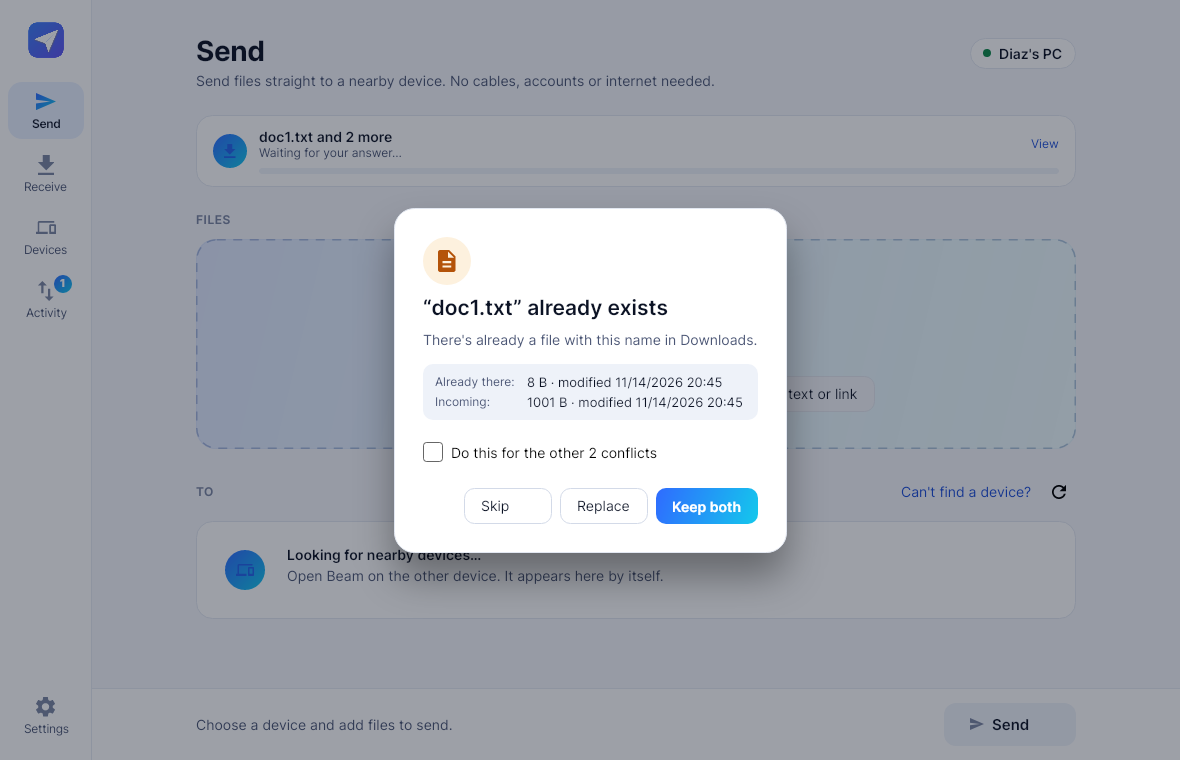 Send
Receive
Devices
1
Activity
Settings
Send
Send files straight to a nearby device. No cables, accounts or internet needed.
Diaz's PC
doc1.txt and 2 more
Waiting for your answer...
View
FILES
text or link
“doc1.txt” already exists
There's already a file with this name in Downloads.
Already there: 8 B · modified 11/14/2026 20:45
Incoming: 1001 B · modified 11/14/2026 20:45
Do this for the other 2 conflicts
Skip
Replace
Keep both
TO
Can't find a device?
Looking for nearby devices...
Open Beam on the other device. It appears here by itself.
Choose a device and add files to send.
Send